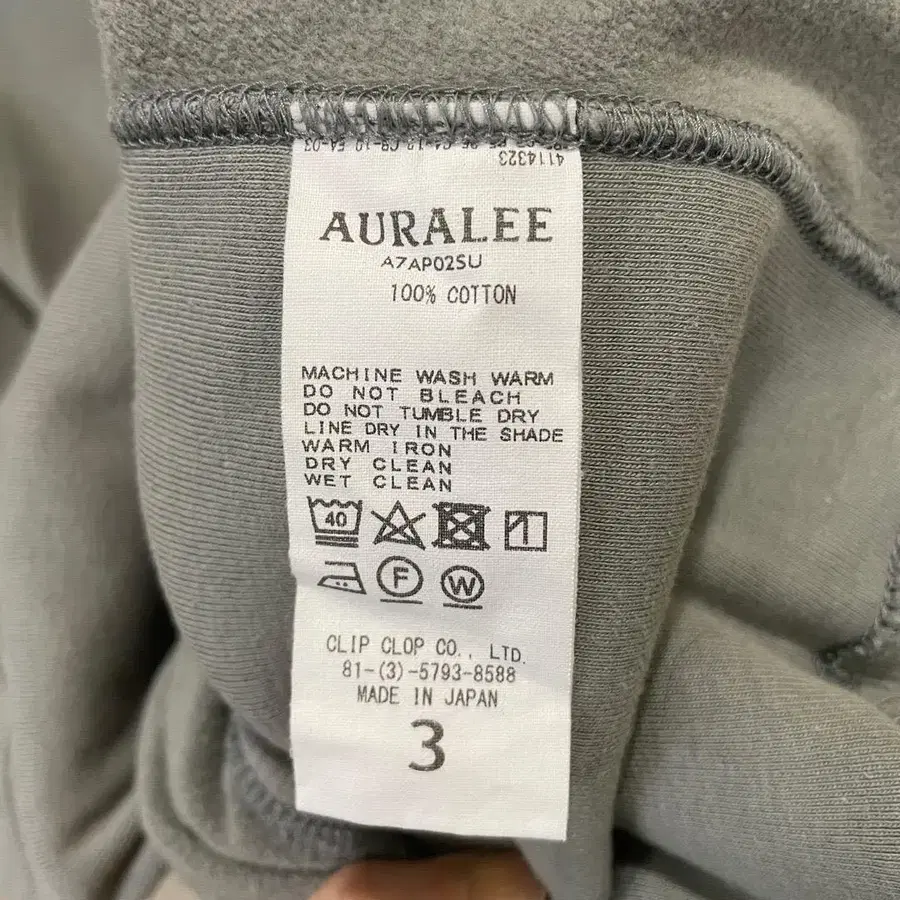 4114323
AURALEE
A7AP02SU
100% COTTON
MACHINE WASH WARM
DO NOT BLEACH
DO NOT TUMBLE DRY
LINE DRY IN THE SHADE
WARM IRON
DRY CLEAN
WET CLEAN
40
F W
CLIP CLOP CO., LTD.
81-(3)-5793-8588
MADE IN JAPAN
3